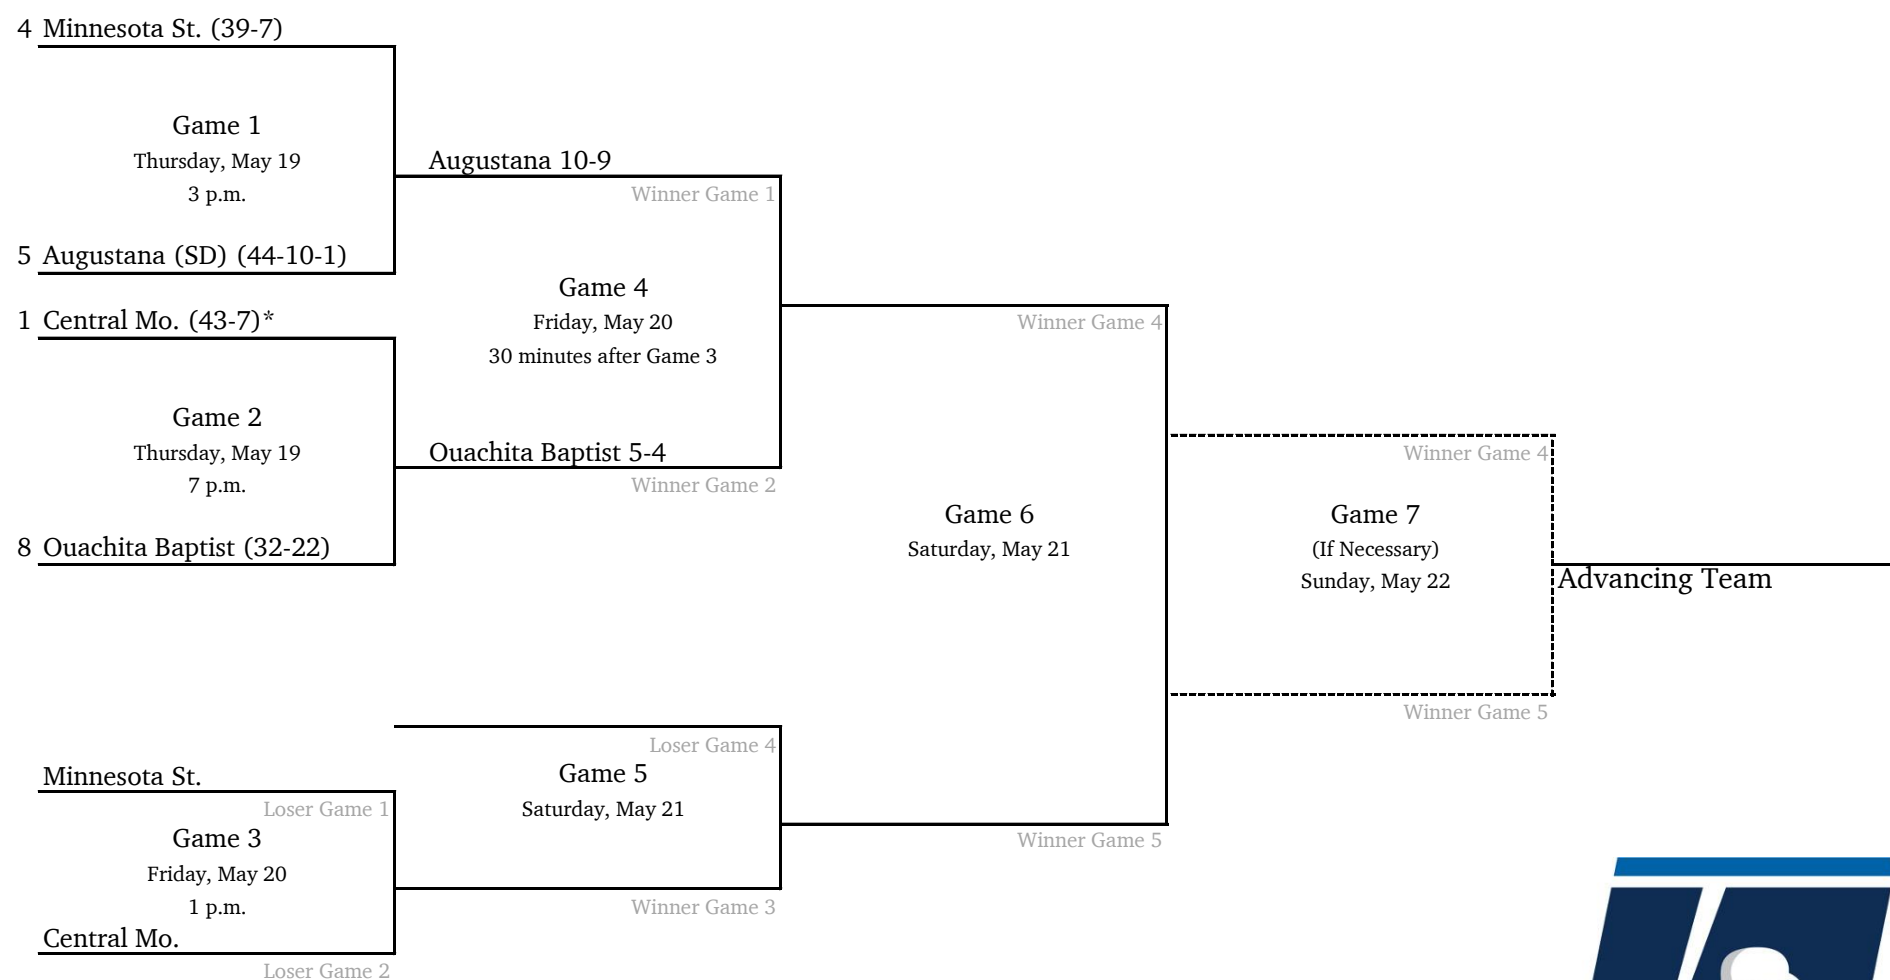 4 Minnesota St. (39-7)
Game 1
Thursday, May 19
3 p.m.
Augustana 10-9
Winner Game 1
5 Augustana (SD) (44-10-1)
Game 4
Friday, May 20
30 minutes after Game 3
Winner Game 4
1 Central Mo. (43-7)*
Game 2
Thursday, May 19
7 p.m.
Ouachita Baptist 5-4
Winner Game 2
8 Ouachita Baptist (32-22)
Game 6
Saturday, May 21
Winner Game 4
Game 7
(If Necessary)
Sunday, May 22
Advancing Team
Winner Game 5
Loser Game 4
Game 5
Saturday, May 21
Winner Game 5
Minnesota St.
Loser Game 1
Game 3
Friday, May 20
1 p.m.
Winner Game 3
Central Mo.
Loser Game 2